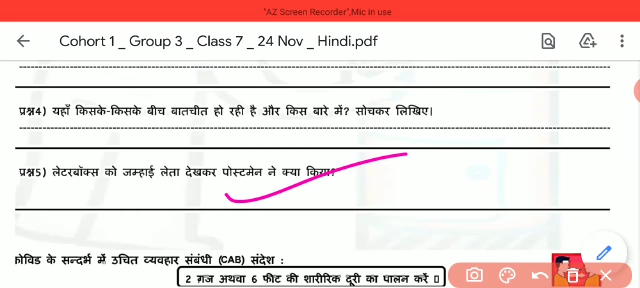 "AZ Screen Recorder",Mic in use
Cohort 1 _ Group 3 _ Class 7 _ 24 Nov _ Hindi.pdf
प्रश्न4) यहाँ किसके-किसके बीच बातचीत हो रही है और किस बारे में? सोचकर लिखिए।
प्रश्न5) लेटरबॉक्स को जम्हाई लेता देखकर पोस्टमेन ने क्या किया?
के सन्दर्भ में उचित व्यवहार संबंधी (CAB) संदेश :
2 ग़ज अथवा 6 फीट की शारीरिक दूरी का पालन करें